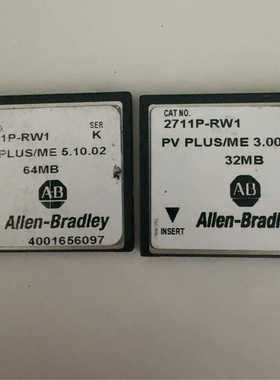 SER
1P-RW1
K
PLUS/ME 5.10.02
64MB
AB
Allen-Bradley
4001656097
CAT NO.
2711P-RW1
PV PLUS/ME 3.00
32MB
AB
Allen-Bradl
INSERT